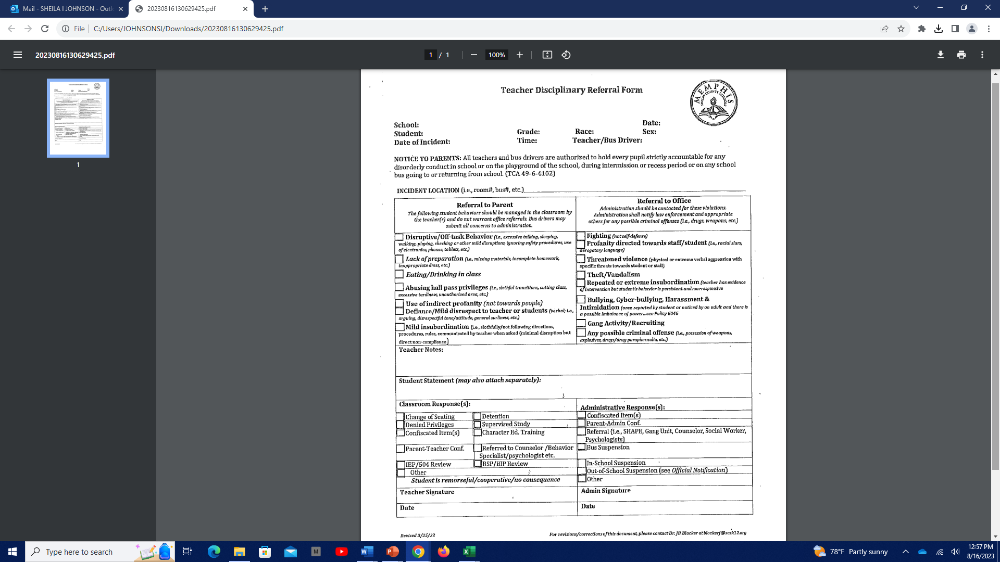 Mail - SHEILA I JOHNSON - Outl
20230816130629425.pdf
File
C:/Users/JOHNSONSI/Downloads/20230816130629425.pdf
20230816130629425.pdf
1 / 1
100%
1
Teacher Disciplinary Referral Form
MEMPHIS
SHELBY COUNTY SCHOOLS
School:
Date:
Student:
Grade:
Race:
Sex:
Date of Incident:
Time:
Teacher/Bus Driver:
NOTICE TO PARENTS: All teachers and bus drivers are authorized to hold every pupil strictly accountable for any
disorderly conduct in school or on the playground of the school, during intermission or recess period or on any school
bus going to or returning from school. (TCA 49-6-4102)
INCIDENT LOCATION (i.e., room#, bus#, etc.)
Referral to Parent
The following student behaviors should be managed in the classroom by
the teacher(s) and do not warrant office referrals. Bus drivers may
submit all concerns to administration.
Referral to Office
Administration should be contacted for these violations.
Administration shall notify law enforcement and appropriate
others for any possible criminal offenses (i.e., drugs, weapons, etc.)
Disruptive/Off-task Behavior (i.e., excessive talking, sleeping,
walking, playing, checking or other mild disruptions, ignoring safety procedures, use
of electronics, phones, tablets, etc.)
Lack of preparation (i.e., missing materials, incomplete homework,
inappropriate dress, etc.)
Eating/Drinking in class
Abusing hall pass privileges (i.e., slothful transitions, cutting class,
excessive tardiness, unauthorized area, etc.)
Use of indirect profanity (not towards people)
Defiance/Mild disrespect to teacher or students (verbal; i.e.,
arguing, disrespectful tone/attitude, general surliness, etc.)
Mild insubordination (i.e., slothfully/not following directions,
procedures, rules, communicated by teacher when asked (minimal disruption but
direct non-compliance)
Fighting (not self-defense)
Profanity directed towards staff/student (i.e., racial slurs,
derogatory language)
Threatened violence (physical or extreme verbal aggression with
specific threats towards student or staff)
Theft/Vandalism
Repeated or extreme insubordination (teacher has evidence
of intervention but student's behavior is persistent and non-responsive
Bullying, Cyber-bullying, Harassment &
Intimidation (once reported by student or noticed by an adult and there is
a possible imbalance of power...see Policy 6046
Gang Activity/Recruiting
Any possible criminal offense (i.e., possession of weapons,
explosives, drugs/drug paraphernalia, etc.)
Teacher Notes:
Student Statement (may also attach separately):
Classroom Response(s):
Change of Seating
Detention
Denied Privileges
Supervised Study
Confiscated Item(s)
Character Ed. Training
Parent-Teacher Conf.
Referred to Counselor /Behavior
Specialist/psychologist etc.
IEP/504 Review
BSP/BIP Review
Other
Student is remorseful/cooperative/no consequence
Administrative Response(s):
Confiscated Item(s)
Parent-Admin Conf.
Referral (i.e., SHAPE, Gang Unit, Counselor, Social Worker,
Psychologists)
Bus Suspension
In-School Suspension
Out-of-School Suspension (see Official Notification)
Other
Teacher Signature
Admin Signature
Date
Date
Revised 3/25/22
For revisions/corrections of this document, please contact Dr. JB Blocker at blockerj@scsk12.org
Type here to search
78°F Partly sunny
12:57 PM
8/16/2023